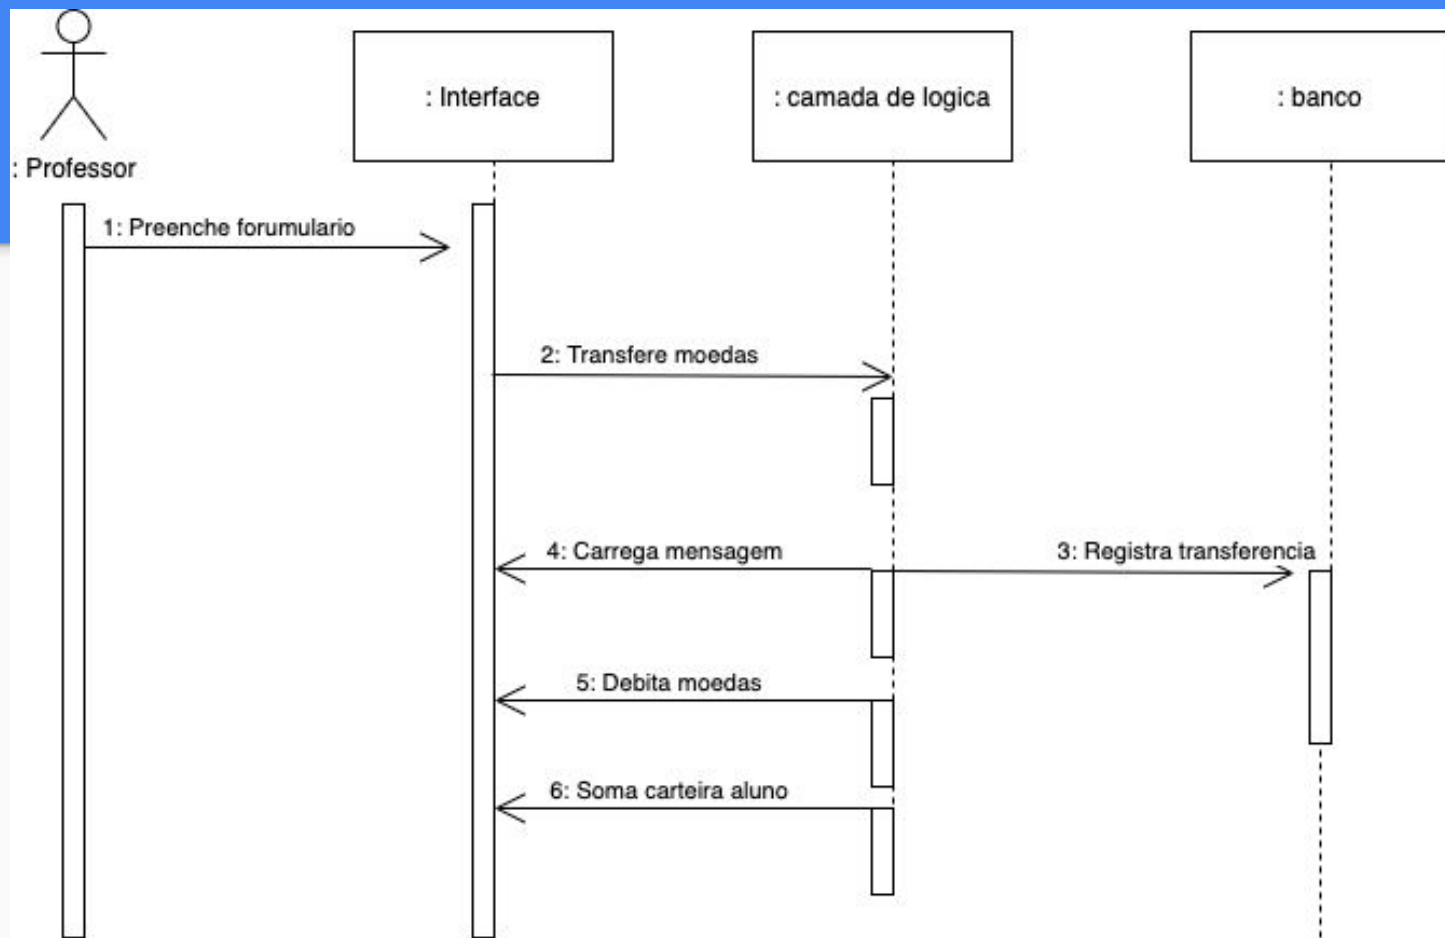 : Interface
: camada de logica
: banco
: Professor
1: Preenche forumulario
2: Transfere moedas
4: Carrega mensagem
3: Registra transferencia
5: Debita moedas
6: Soma carteira aluno